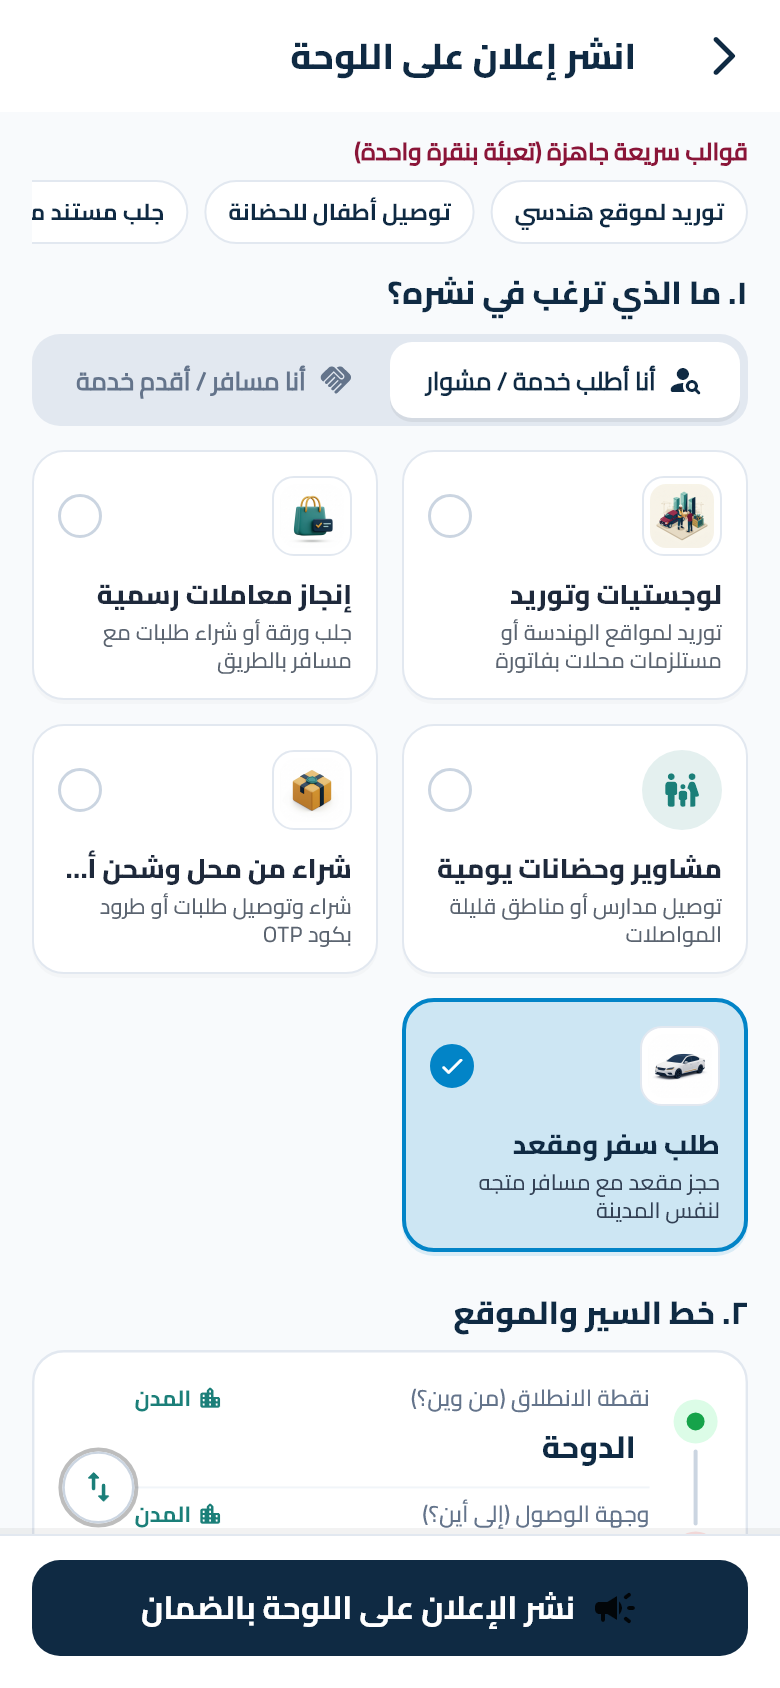 انشر إعلان على اللوحة
قوالب سريعة جاهزة (تعبئة بنقرة واحدة)
توريد لموقع هندسي
توصيل أطفال للحضانة
جلب مستند م
١. ما الذي ترغب في نشره؟
أنا أطلب خدمة / مشوار
أنا مسافر / أقدم خدمة
لوجستيات وتوريد
توريد لمواقع الهندسة أو
مستلزمات محلات بفاتورة
إنجاز معاملات رسمية
جلب ورقة أو شراء طلبات مع
مسافر بالطريق
مشاوير وحضانات يومية
توصيل مدارس أو مناطق قليلة
المواصلات
شراء من محل وشحن أ...
شراء وتوصيل طلبات أو طرود
بكود OTP
طلب سفر ومقعد
حجز مقعد مع مسافر متجه
لنفس المدينة
٢. خط السير والموقع
نقطة الانطلاق (من وين؟)
المدن
الدوحة
وجهة الوصول (إلى أين؟)
المدن
نشر الإعلان على اللوحة بالضمان